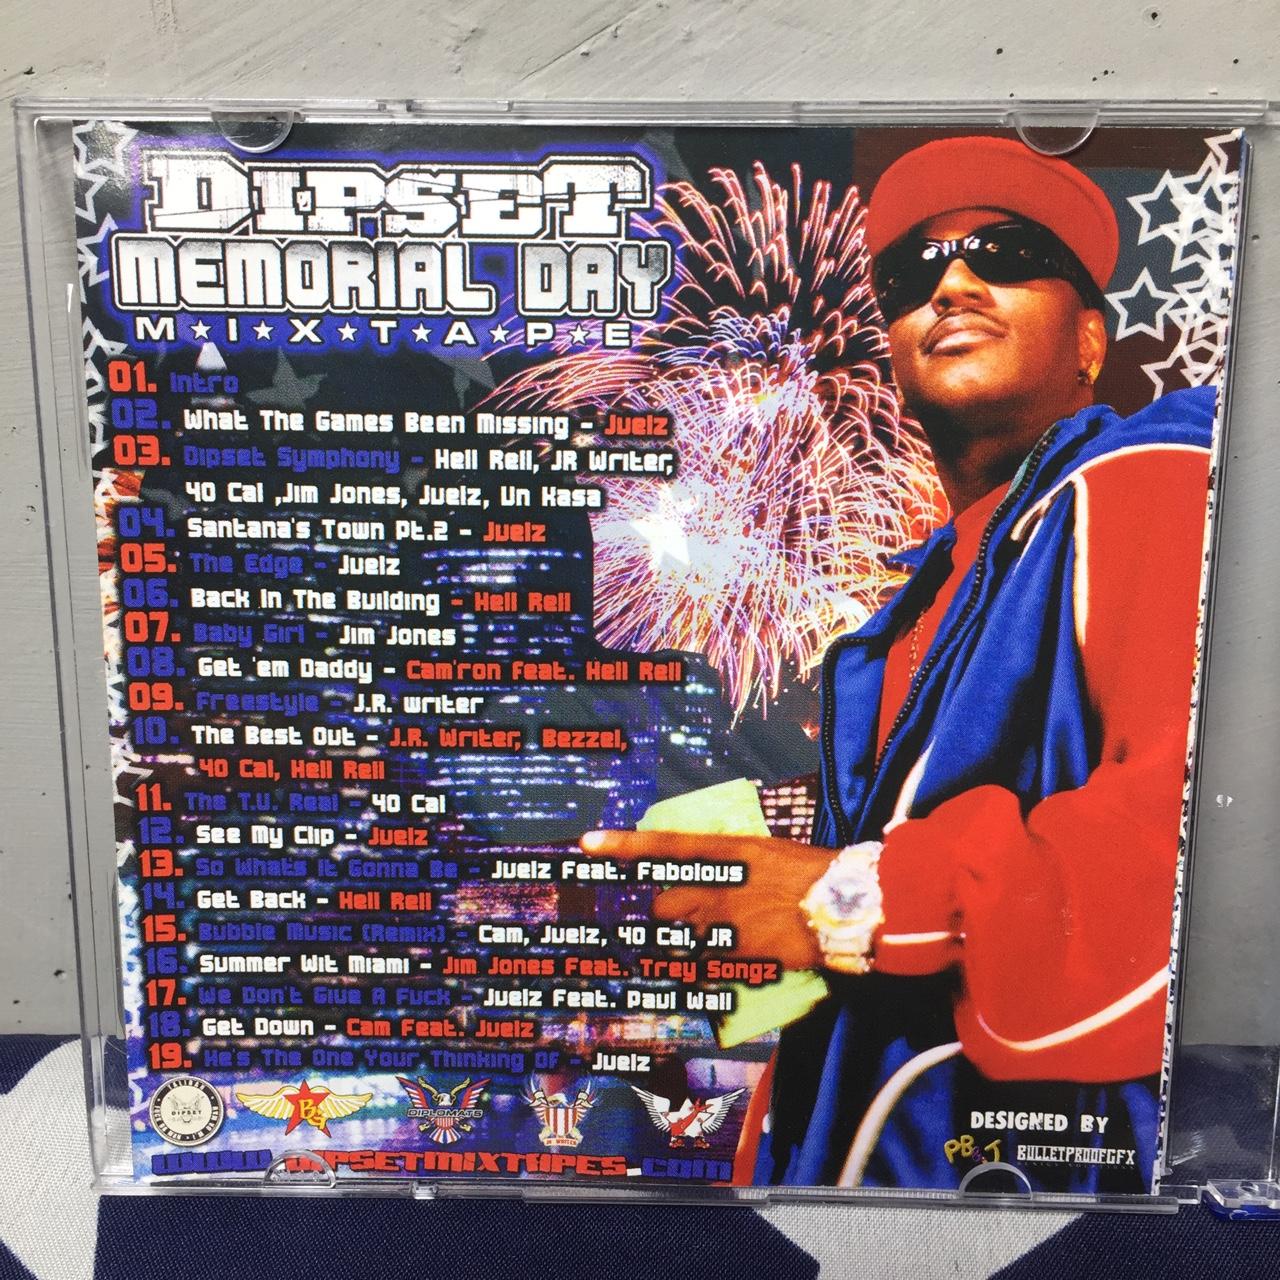 DIPSET
MEMORIAL DAY
M★I★X★T★A★P★E
01. Intro
02. What The Games Been Missing - Juelz
03. Dipset Symphony - Hell Rell, JR Writer,
40 Cal ,Jim Jones, Juelz, Un Kasa
04. Santana's Town Pt.2 - Juelz
05. The Edge - Juelz
06. Back In The Building - Hell Rell
07. Baby Girl - Jim Jones
08. Get 'em Daddy - Cam'ron feat. Hell Rell
09. Freestyle - J.R. writer
10. The Best Out - J.R. Writer, Bezzel,
40 Cal, Hell Rell
11. The T.U. Real - 40 Cal
12. See My Clip - Juelz
13. So Whats It Gonna Be - Juelz Feat. Fabolous
14. Get Back - Hell Rell
15. Bubble Music (Remix) - Cam, Juelz, 40 Cal, JR
16. Summer Wit Miami - Jim Jones Feat. Trey Songz
17. We Don't Give A Fuck - Juelz Feat. Paul Wall
18. Get Down - Cam Feat. Juelz
19. He's The One Your Thinking Of - Juelz
DIPSET
BG
DIPLOMATS
JR WRITER
www.DIPSETMIXTAPES.com
DESIGNED BY
PB&J BULLETPROOFGFX